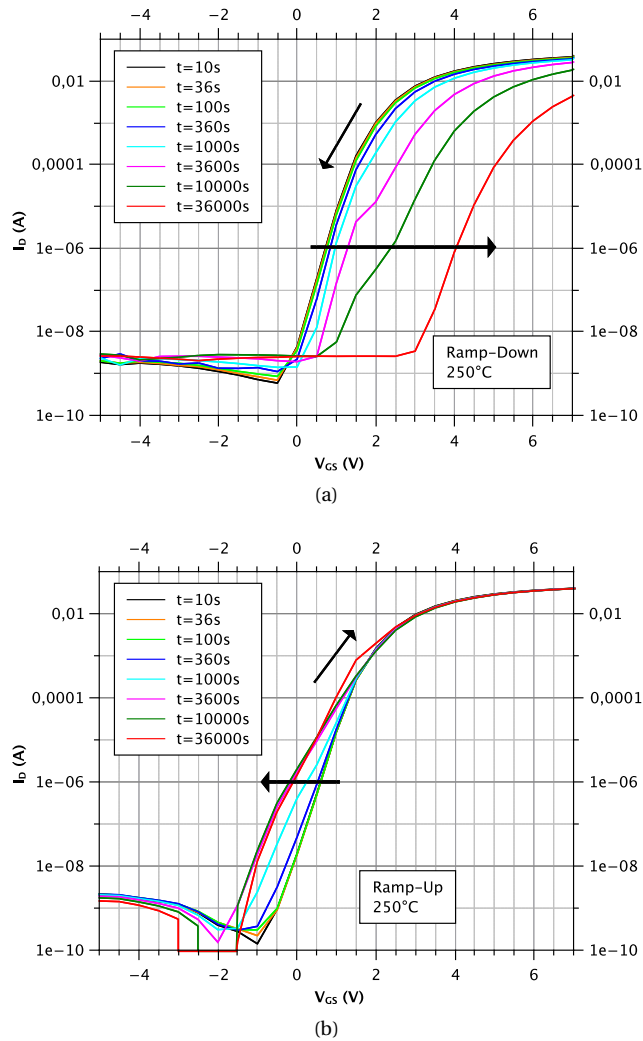 −4 −2 0 2 4 6
t=10s
t=36s
t=100s
t=360s
t=1000s
t=3600s
t=10000s
t=36000s
0,01 0,01
0,0001 0,0001
1e−06 1e−06
1e−08 1e−08
1e−10 1e−10
I_D (A)
Ramp−Down
250°C
−4 −2 0 2 4 6
V_GS (V)
(a)
−4 −2 0 2 4 6
t=10s
t=36s
t=100s
t=360s
t=1000s
t=3600s
t=10000s
t=36000s
0,01 0,01
0,0001 0,0001
1e−06 1e−06
1e−08 1e−08
1e−10 1e−10
I_D (A)
Ramp−Up
250°C
−4 −2 0 2 4 6
V_GS (V)
(b)